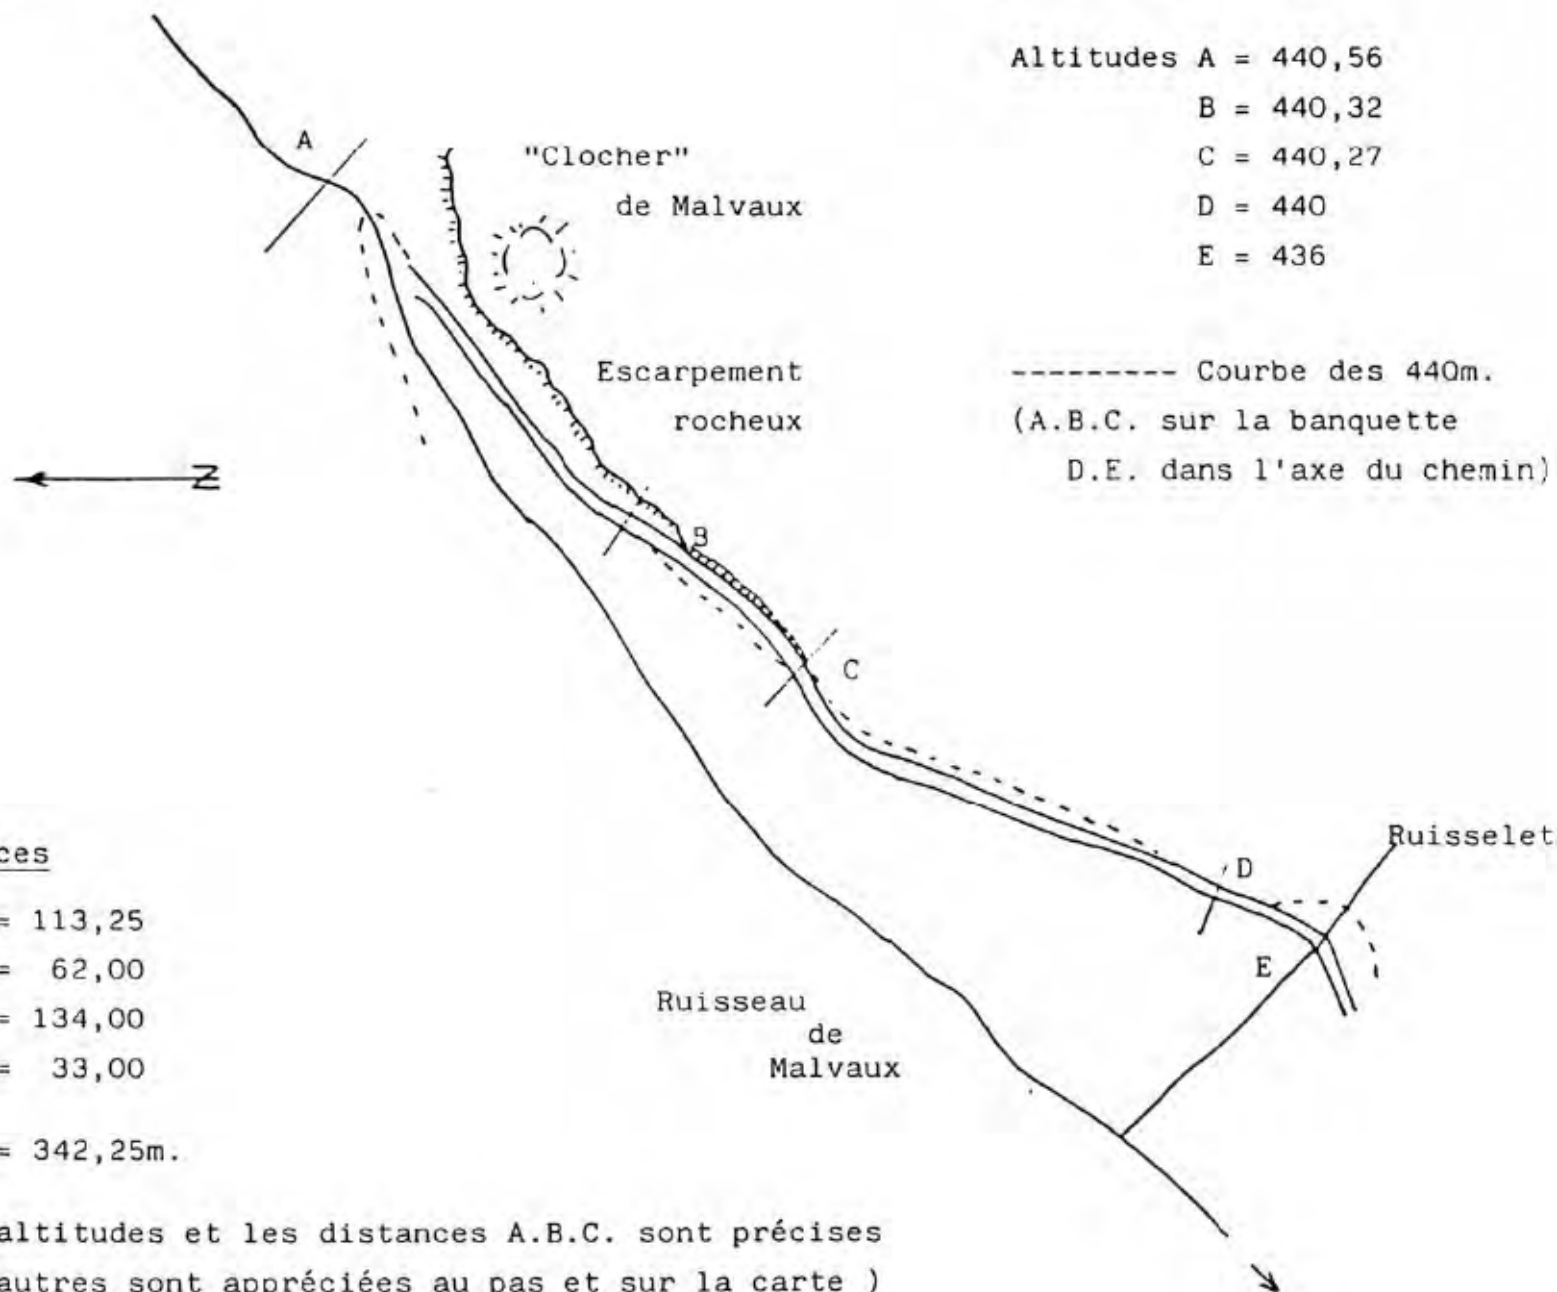 Altitudes A = 440,56
B = 440,32
C = 440,27
D = 440
E = 436
A
"Clocher"
de Malvaux
Escarpement
rocheux
--------- Courbe des 440m.
(A.B.C. sur la banquette
D.E. dans l'axe du chemin)
N
B
C
D
E
Ruisselet
Ruisseau
de
Malvaux
ces
= 113,25
= 62,00
= 134,00
= 33,00
= 342,25m.
altitudes et les distances A.B.C. sont précises
autres sont appréciées au pas et sur la carte )